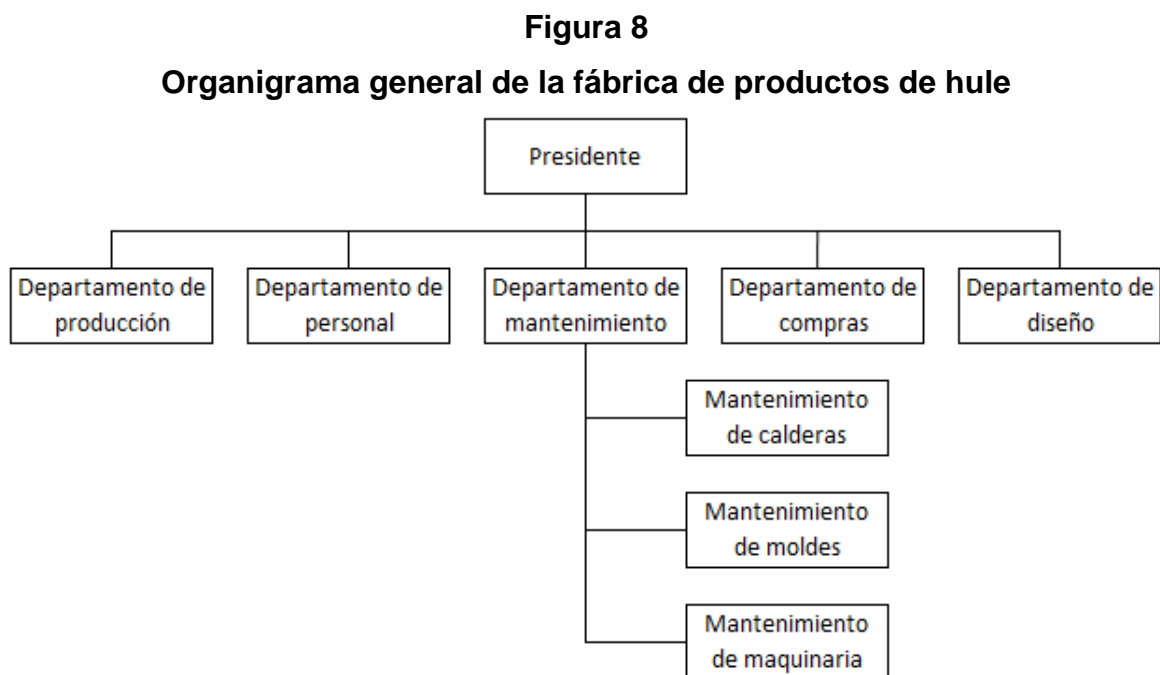 Figura 8
Organigrama general de la fábrica de productos de hule
Presidente
Departamento de
producción
Departamento de
personal
Departamento de
mantenimiento
Departamento de
compras
Departamento de
diseño
Mantenimiento
de calderas
Mantenimiento
de moldes
Mantenimiento
de maquinaria